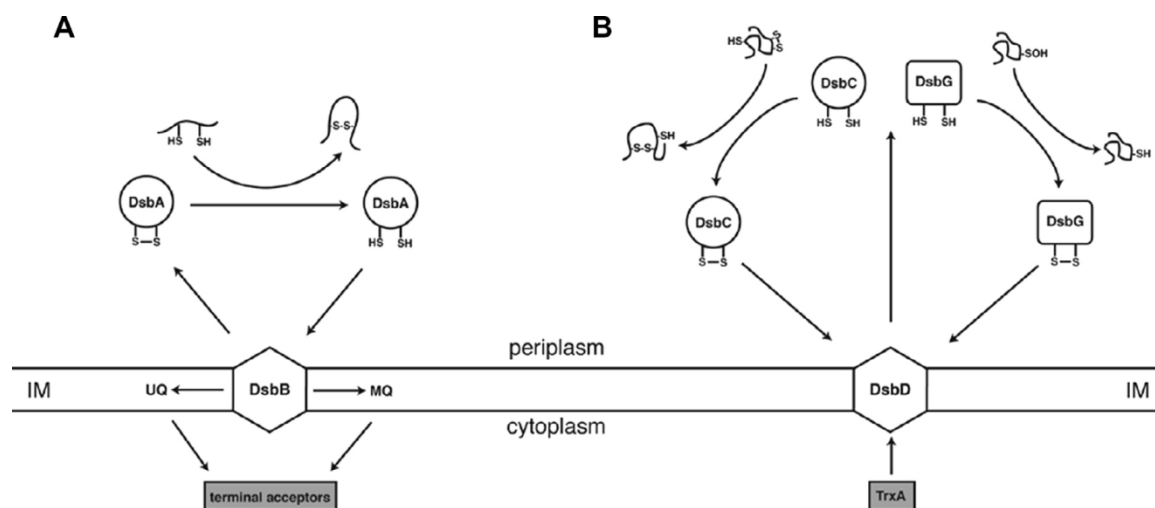 A
HS SH
S-S
DsbA
S-S
DsbA
HS SH
IM
UQ
DsbB
MQ
terminal acceptors
periplasm
cytoplasm
B
HS
S
S
DsbC
HS SH
DsbG
HS SH
SOH
SH
S-S
SH
DsbC
S-S
DsbG
S-S
DsbD
IM
TrxA